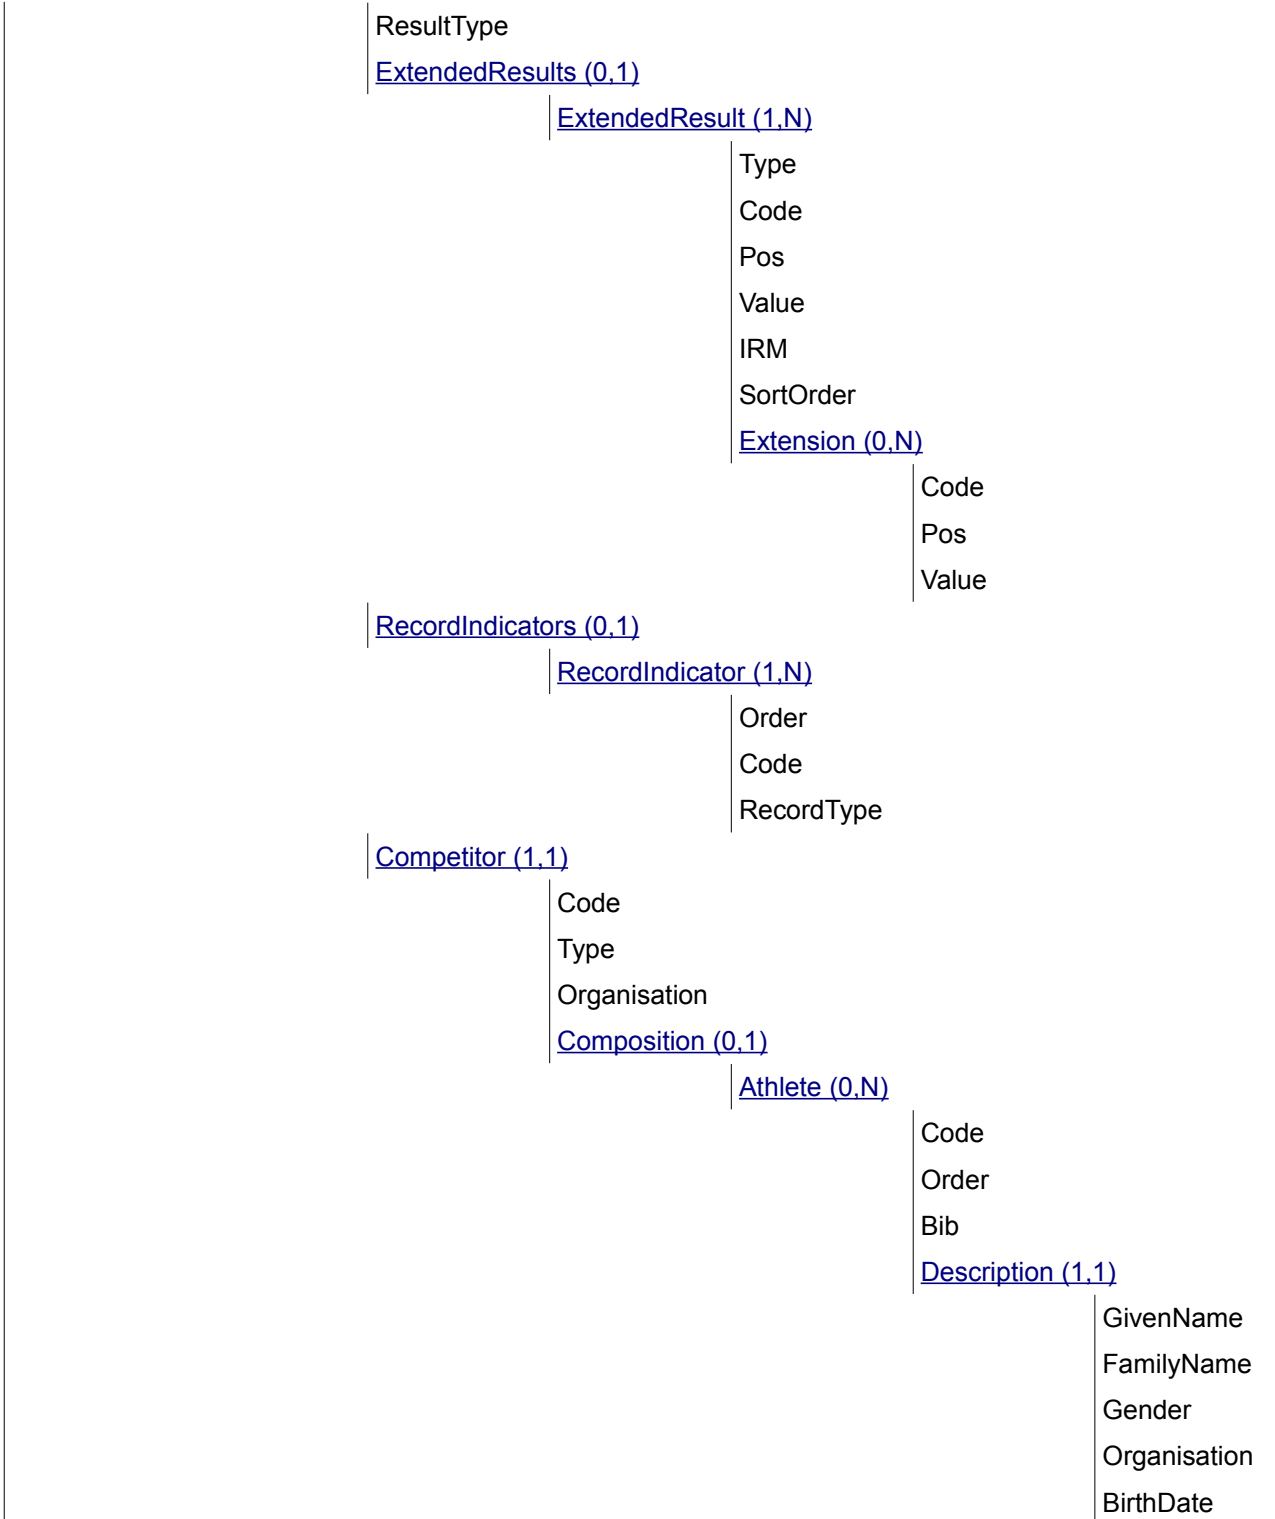 ResultType
ExtendedResults (0,1)
ExtendedResult (1,N)
Type
Code
Pos
Value
IRM
SortOrder
Extension (0,N)
Code
Pos
Value
RecordIndicators (0,1)
RecordIndicator (1,N)
Order
Code
RecordType
Competitor (1,1)
Code
Type
Organisation
Composition (0,1)
Athlete (0,N)
Code
Order
Bib
Description (1,1)
GivenName
FamilyName
Gender
Organisation
BirthDate